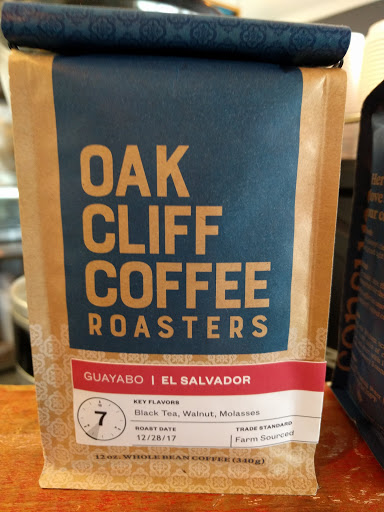 OAK
CLIFF
COFFEE
ROASTERS
GUAYABO | EL SALVADOR
KEY FLAVORS
Black Tea, Walnut, Molasses
7
ROAST DATE
12/28/17
TRADE STANDARD
Farm Sourced
12 oz. WHOLE BEAN COFFEE (340g)